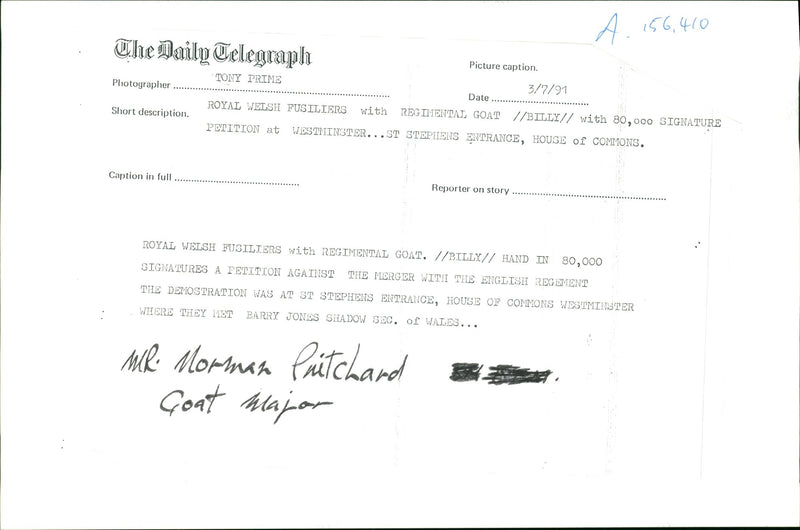 A. 156,410
The Daily Telegraph
Picture caption.
Photographer TONY PRIME
Date 3/7/91
Short description. ROYAL WELSH FUSILIERS with REGIMENTAL GOAT //BILLY// with 80,000 SIGNATURE
PETITION at WESTMINSTER...ST STEPHENS ENTRANCE, HOUSE of COMMONS.
Caption in full
Reporter on story
ROYAL WELSH FUSILIERS with REGIMENTAL GOAT. //BILLY// HAND IN 80,000
SIGNATURES A PETITION AGAINST THE MERGER WITH THE ENGLISH REGEMENT
THE DEMOSTRATION WAS AT ST STEPHENS ENTRANCE, HOUSE OF COMMONS WESTMINSTER
WHERE THEY MET BARRY JONES SHADOW SEC. of WALES...
MR. Norman Pritchard
Goat Major